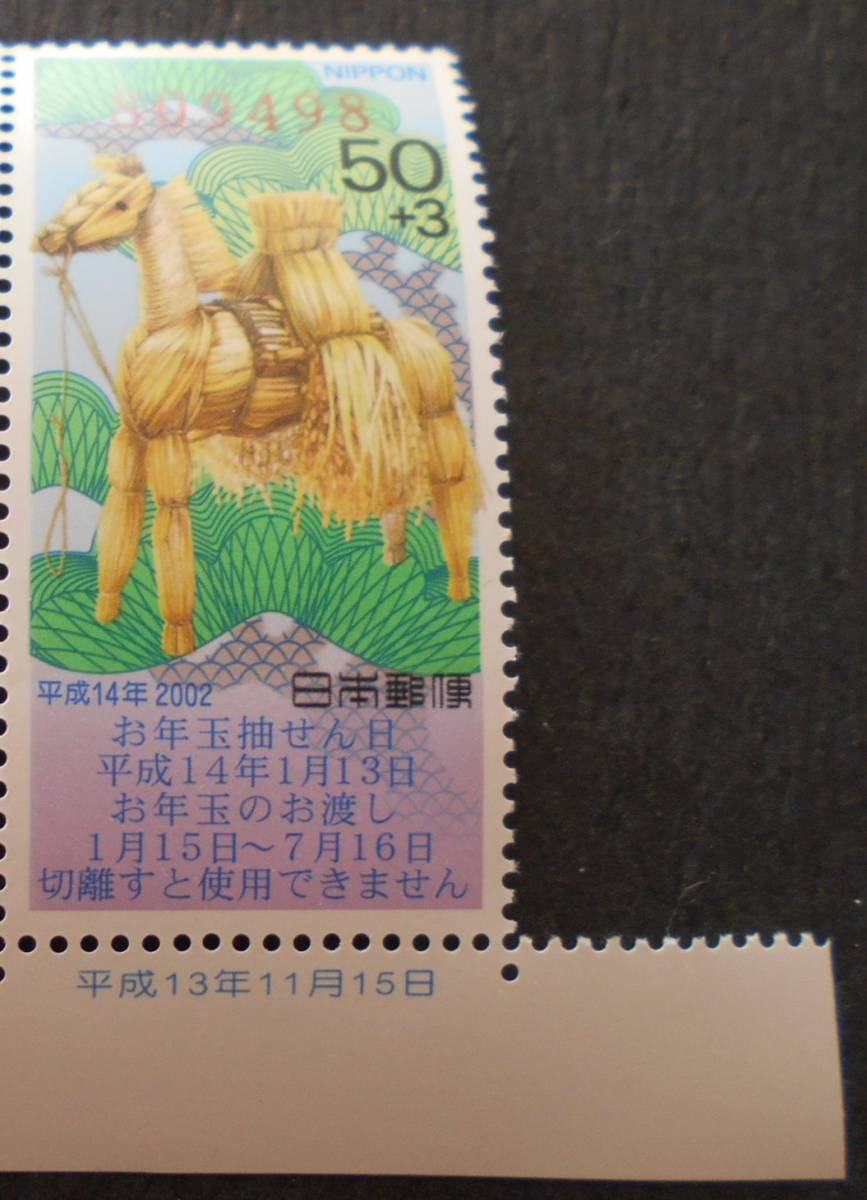 NIPPON
809498
50
+3
平成14年 2002
日本郵便
お年玉抽せん日
平成14年1月13日
お年玉のお渡し
1月15日〜7月16日
切離すと使用できません
平成13年11月15日